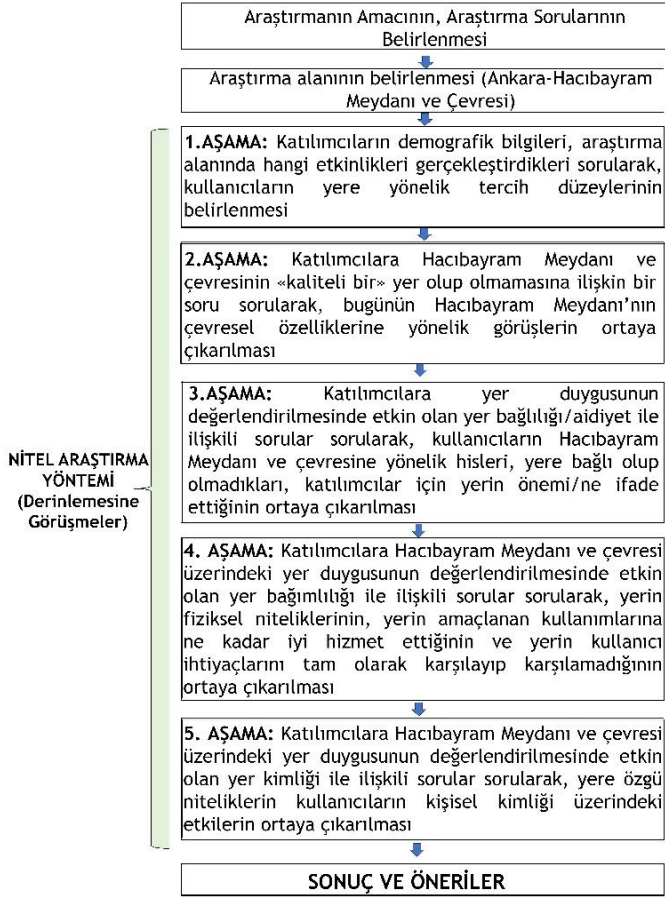 Araştırmanın Amacının, Araştırma Sorularının
Belirlenmesi
Araştırma alanının belirlenmesi (Ankara-Hacıbayram
Meydanı ve Çevresi)
1.AŞAMA: Katılımcıların demografik bilgileri, araştırma
alanında hangi etkinlikleri gerçekleştirdikleri sorularak,
kullanıcıların yere yönelik tercih düzeylerinin
belirlenmesi
2.AŞAMA: Katılımcılara Hacıbayram Meydanı ve
çevresinin «kaliteli bir» yer olup olmamasına ilişkin bir
soru sorularak, bugünün Hacıbayram Meydanı’nın
çevresel özelliklerine yönelik görüşlerin ortaya
çıkarılması
3.AŞAMA: Katılımcılara yer duygusunun
değerlendirilmesinde etkin olan yer bağlılığı/aidiyet ile
ilişkili sorular sorularak, kullanıcıların Hacıbayram
Meydanı ve çevresine yönelik hisleri, yere bağlı olup
olmadıkları, katılımcılar için yerin önemi/ne ifade
ettiğinin ortaya çıkarılması
NİTEL ARAŞTIRMA
YÖNTEMİ
(Derinlemesine
Görüşmeler)
4. AŞAMA: Katılımcılara Hacıbayram Meydanı ve çevresi
üzerindeki yer duygusunun değerlendirilmesinde etkin
olan yer bağımlılığı ile ilişkili sorular sorularak, yerin
fiziksel niteliklerinin, yerin amaçlanan kullanımlarına
ne kadar iyi hizmet ettiğinin ve yerin kullanıcı
ihtiyaçlarını tam olarak karşılayıp karşılamadığının
ortaya çıkarılması
5. AŞAMA: Katılımcılara Hacıbayram Meydanı ve çevresi
üzerindeki yer duygusunun değerlendirilmesinde etkin
olan yer kimliği ile ilişkili sorular sorularak, yere özgü
niteliklerin kullanıcıların kişisel kimliği üzerindeki
etkilerin ortaya çıkarılması
SONUÇ VE ÖNERİLER